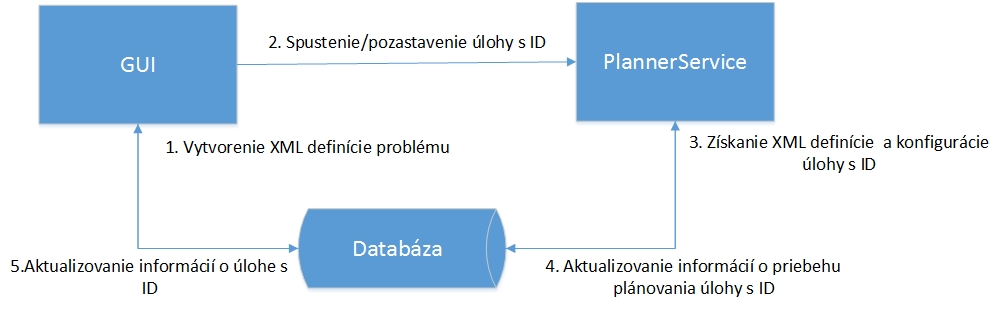 GUI
2. Spustenie/pozastavenie úlohy s ID
PlannerService
1. Vytvorenie XML definície problému
3. Získanie XML definície a konfigurácie
úlohy s ID
Databáza
5.Aktualizovanie informácií o úlohe s
ID
4. Aktualizovanie informácií o priebehu
plánovania úlohy s ID